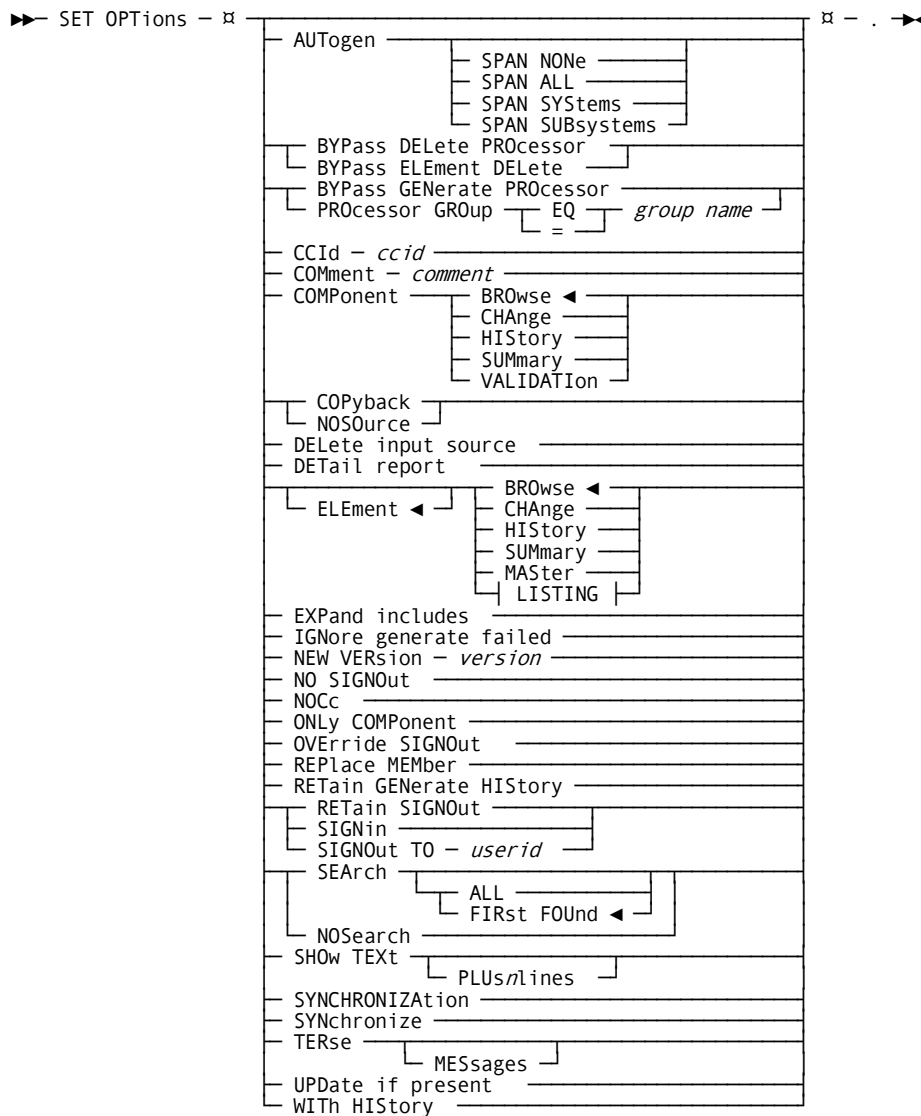 SET OPTions ¤ ¤ .
AUTogen
SPAN NONe
SPAN ALL
SPAN SYStems
SPAN SUBsystems
BYPass DELete PROcessor
BYPass ELEment DELete
BYPass GENerate PROcessor
PROcessor GROup EQ group name
=
CCId ccid
COMment comment
COMPonent BROwse
CHAnge
HIStory
SUMmary
VALIDATIon
COPyback
NOSOurce
DELete input source
DETail report
BROwse
ELEment CHAnge
HIStory
SUMmary
MASter
LISTING
EXPand includes
IGNore generate failed
NEW VERsion version
NO SIGNOut
NOCc
ONLy COMPonent
OVErride SIGNOut
REPlace MEMber
RETain GENerate HIStory
RETain SIGNOut
SIGNin
SIGNOut TO userid
SEArch
ALL
FIRst FOUnd
NOSearch
SHOw TEXt
PLUsnlines
SYNCHRONIZAtion
SYNchronize
TERse
MESsages
UPDate if present
WITh HIStory